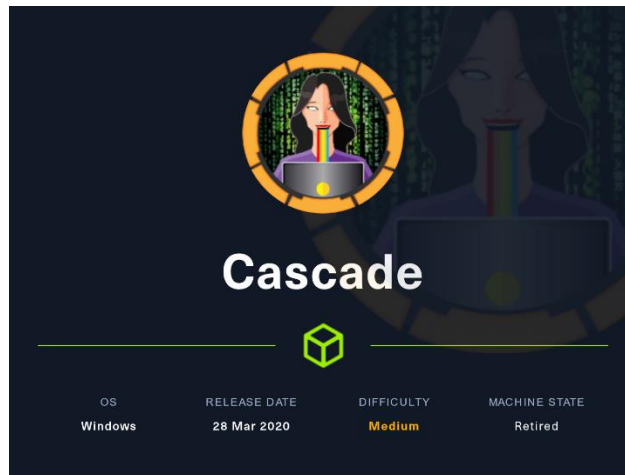 Cascade
OS RELEASE DATE DIFFICULTY MACHINE STATE
Windows 28 Mar 2020 Medium Retired